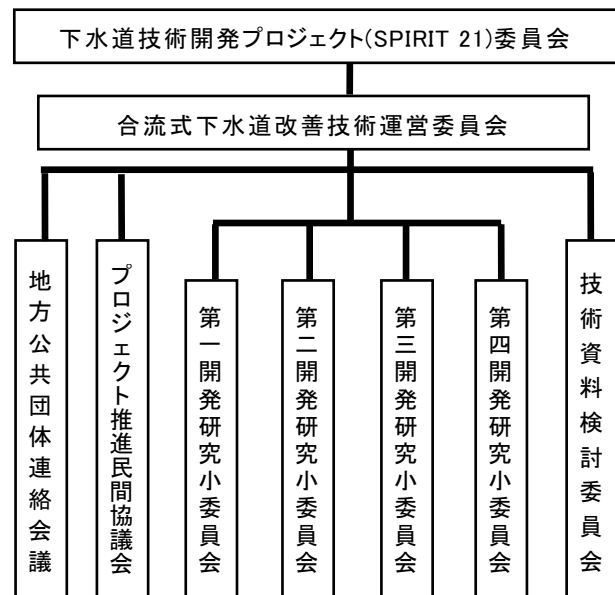 下水道技術開発プロジェクト(SPIRIT 21)委員会
合流式下水道改善技術運営委員会
地方公共団体連絡会議
プロジェクト推進民間協議会
第一開発研究小委員会
第二開発研究小委員会
第三開発研究小委員会
第四開発研究小委員会
技術資料検討委員会